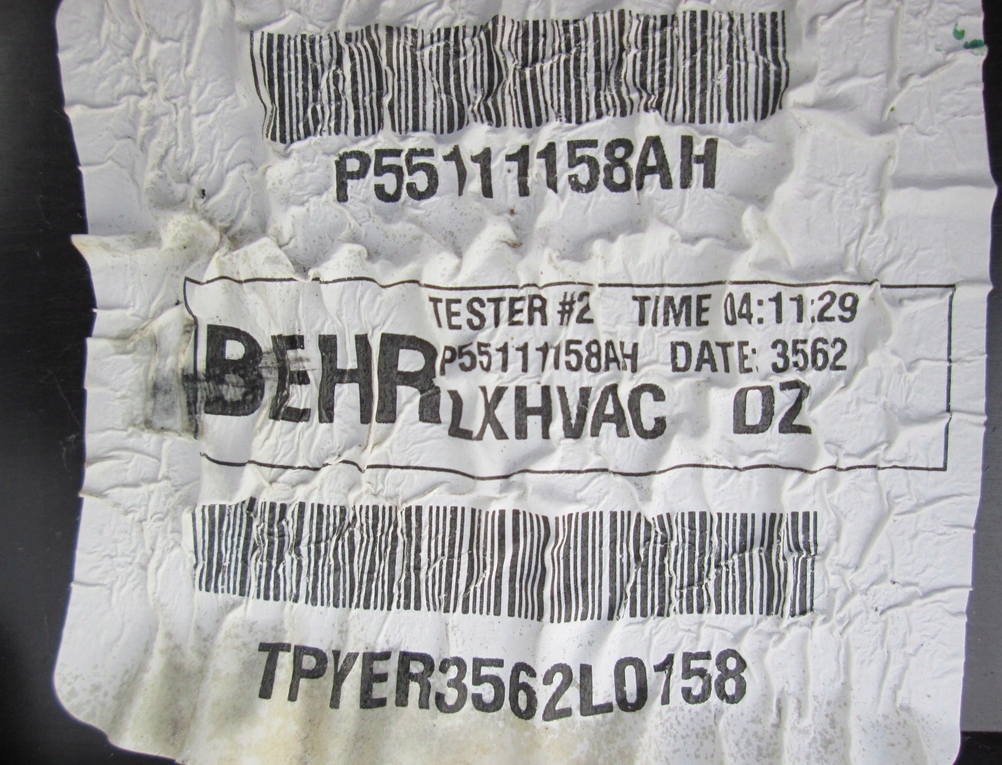 P55111158AH
TESTER #2 TIME 04:11:29
BEHR P55111158AH DATE: 3562
LXHVAC DZ
TPYER3562L0158